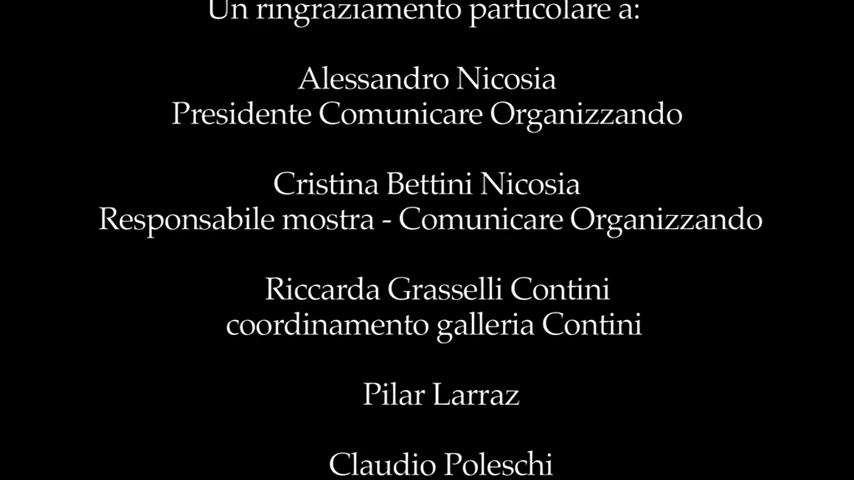 Un ringraziamento particolare a:
Alessandro Nicosia
Presidente Comunicare Organizzando
Cristina Bettini Nicosia
Responsabile mostra - Comunicare Organizzando
Riccarda Grasselli Contini
coordinamento galleria Contini
Pilar Larraz
Claudio Poleschi